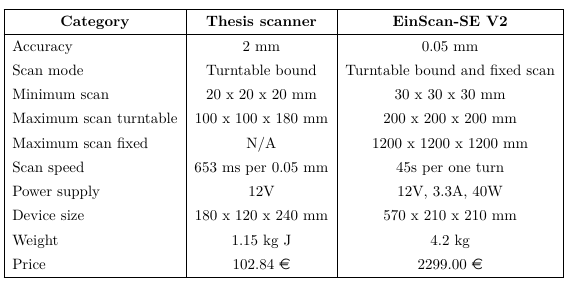 Category Thesis scanner EinScan-SE V2
Accuracy 2 mm 0.05 mm
Scan mode Turntable bound Turntable bound and fixed scan
Minimum scan 20 x 20 x 20 mm 30 x 30 x 30 mm
Maximum scan turntable 100 x 100 x 180 mm 200 x 200 x 200 mm
Maximum scan fixed N/A 1200 x 1200 x 1200 mm
Scan speed 653 ms per 0.05 mm 45s per one turn
Power supply 12V 12V, 3.3A, 40W
Device size 180 x 120 x 240 mm 570 x 210 x 210 mm
Weight 1.15 kg J 4.2 kg
Price 102.84 € 2299.00 €